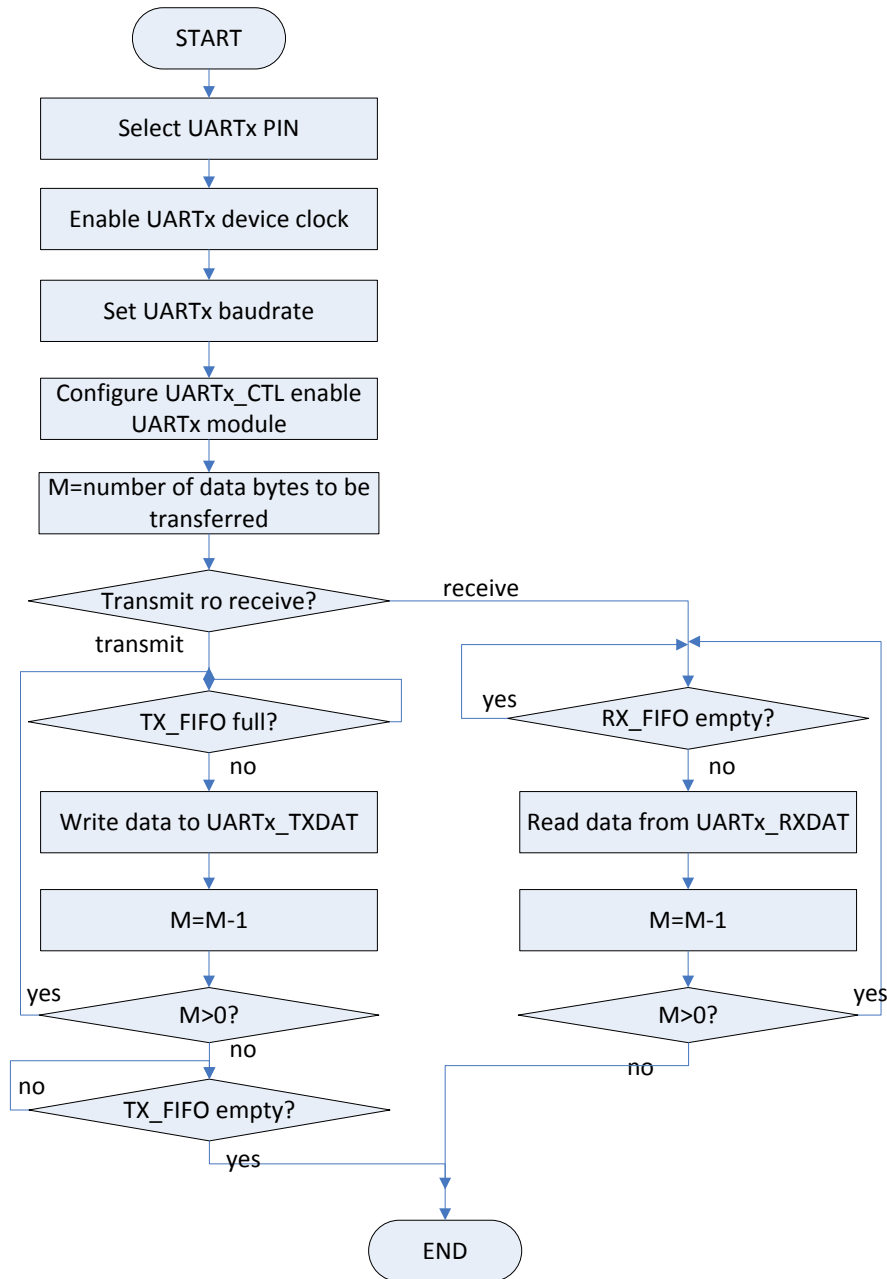 START
Select UARTx PIN
Enable UARTx device clock
Set UARTx baudrate
Configure UARTx_CTL enable
UARTx module
M=number of data bytes to be
transferred
Transmit ro receive?
receive
transmit
TX_FIFO full?
no
Write data to UARTx_TXDAT
M=M-1
yes
M>0?
no
no
TX_FIFO empty?
yes
yes
RX_FIFO empty?
no
Read data from UARTx_RXDAT
M=M-1
yes
M>0?
no
END